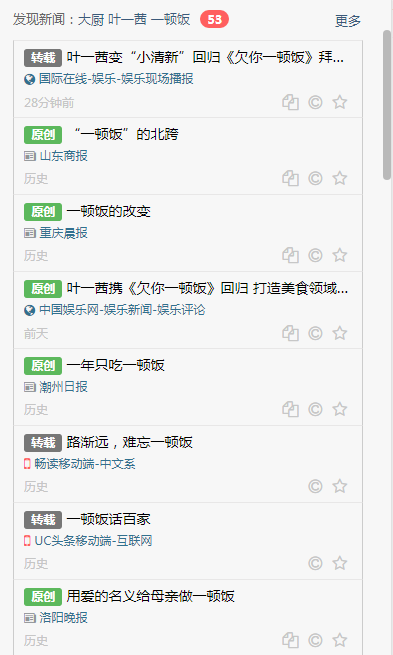 发现新闻：大厨 叶一茜 一顿饭 53 更多
转载 叶一茜变“小清新”回归《欠你一顿饭》拜...
国际在线-娱乐-娱乐现场播报
28分钟前
原创 “一顿饭”的北跨
山东商报
历史
原创 一顿饭的改变
重庆晨报
历史
原创 叶一茜携《欠你一顿饭》回归 打造美食领域...
中国娱乐网-娱乐新闻-娱乐评论
前天
原创 一年只吃一顿饭
潮州日报
历史
转载 路渐远，难忘一顿饭
畅读移动端-中文系
历史
转载 一顿饭话百家
UC头条移动端-互联网
历史
原创 用爱的名义给母亲做一顿饭
洛阳晚报
历史